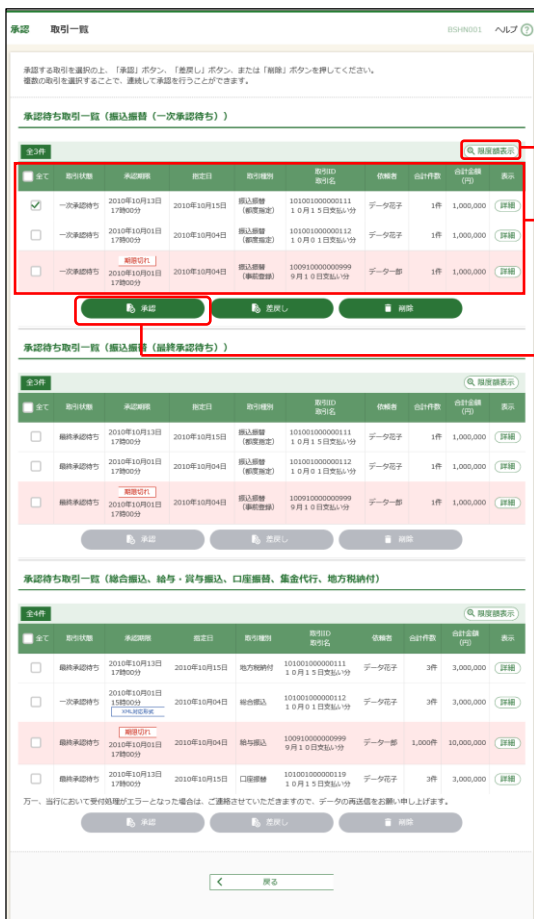 承認 取引一覧 BSHN001 ヘルプ ?
承認する取引を選択の上、「承認」ボタン、「差戻し」ボタン、または「削除」ボタンを押してください。
複数の取引を選択することで、連続して承認を行うことができます。
承認待ち取引一覧（振込振替（一次承認待ち））
全3件 限度額表示
全て 取引状態 承認期限 指定日 取引種別 取引ID 依頼者 合計件数 合計金額 表示
取引名 (円)
一次承認待ち 2010年10月13日 2010年10月15日 振込振替 101001000000111 データ花子 1件 1,000,000 詳細
17時00分 （都度指定） １０月１５日支払い分
一次承認待ち 2010年10月01日 2010年10月04日 振込振替 101001000000112 データ花子 1件 1,000,000 詳細
17時00分 （都度指定） １０月０１日支払い分
期限切れ
一次承認待ち 2010年10月01日 2010年10月04日 振込振替 100910000000999 データ一郎 1件 1,000,000 詳細
17時00分 （事前登録） ９月１０日支払い分
承認 差戻し 削除
承認待ち取引一覧（振込振替（最終承認待ち））
全3件 限度額表示
全て 取引状態 承認期限 指定日 取引種別 取引ID 依頼者 合計件数 合計金額 表示
取引名 (円)
最終承認待ち 2010年10月13日 2010年10月15日 振込振替 101001000000111 データ花子 1件 1,000,000 詳細
17時00分 （都度指定） １０月１５日支払い分
最終承認待ち 2010年10月01日 2010年10月04日 振込振替 101001000000112 データ花子 1件 1,000,000 詳細
17時00分 （都度指定） １０月０１日支払い分
期限切れ
最終承認待ち 2010年10月01日 2010年10月04日 振込振替 100910000000999 データ一郎 1件 1,000,000 詳細
17時00分 （事前登録） ９月１０日支払い分
承認 差戻し 削除
承認待ち取引一覧（総合振込、給与・賞与振込、口座振替、集金代行、地方税納付）
全4件 限度額表示
全て 取引状態 承認期限 指定日 取引種別 取引ID 依頼者 合計件数 合計金額 表示
取引名 (円)
最終承認待ち 2010年10月13日 2010年10月15日 地方税納付 101001000000111 データ花子 3件 3,000,000 詳細
17時00分 １０月１５日支払い分
一次承認待ち 2010年10月01日 2010年10月04日 総合振込 101001000000112 データ花子 3件 3,000,000 詳細
15時00分 １０月０１日支払い分
期限切れ
最終承認待ち 2010年10月01日 2010年10月04日 給与振込 100910000000999 データ一郎 1,000件 10,000,000 詳細
17時00分 ９月１０日支払い分
最終承認待ち 2010年10月13日 2010年10月15日 口座振替 101001000000119 データ花子 3件 3,000,000 詳細
17時00分 １０月１５日支払い分
万一、当行において受付処理がエラーとなった場合は、ご連絡させていただきますので、データの再送信をお願い申し上げます。
承認 差戻し 削除
戻る